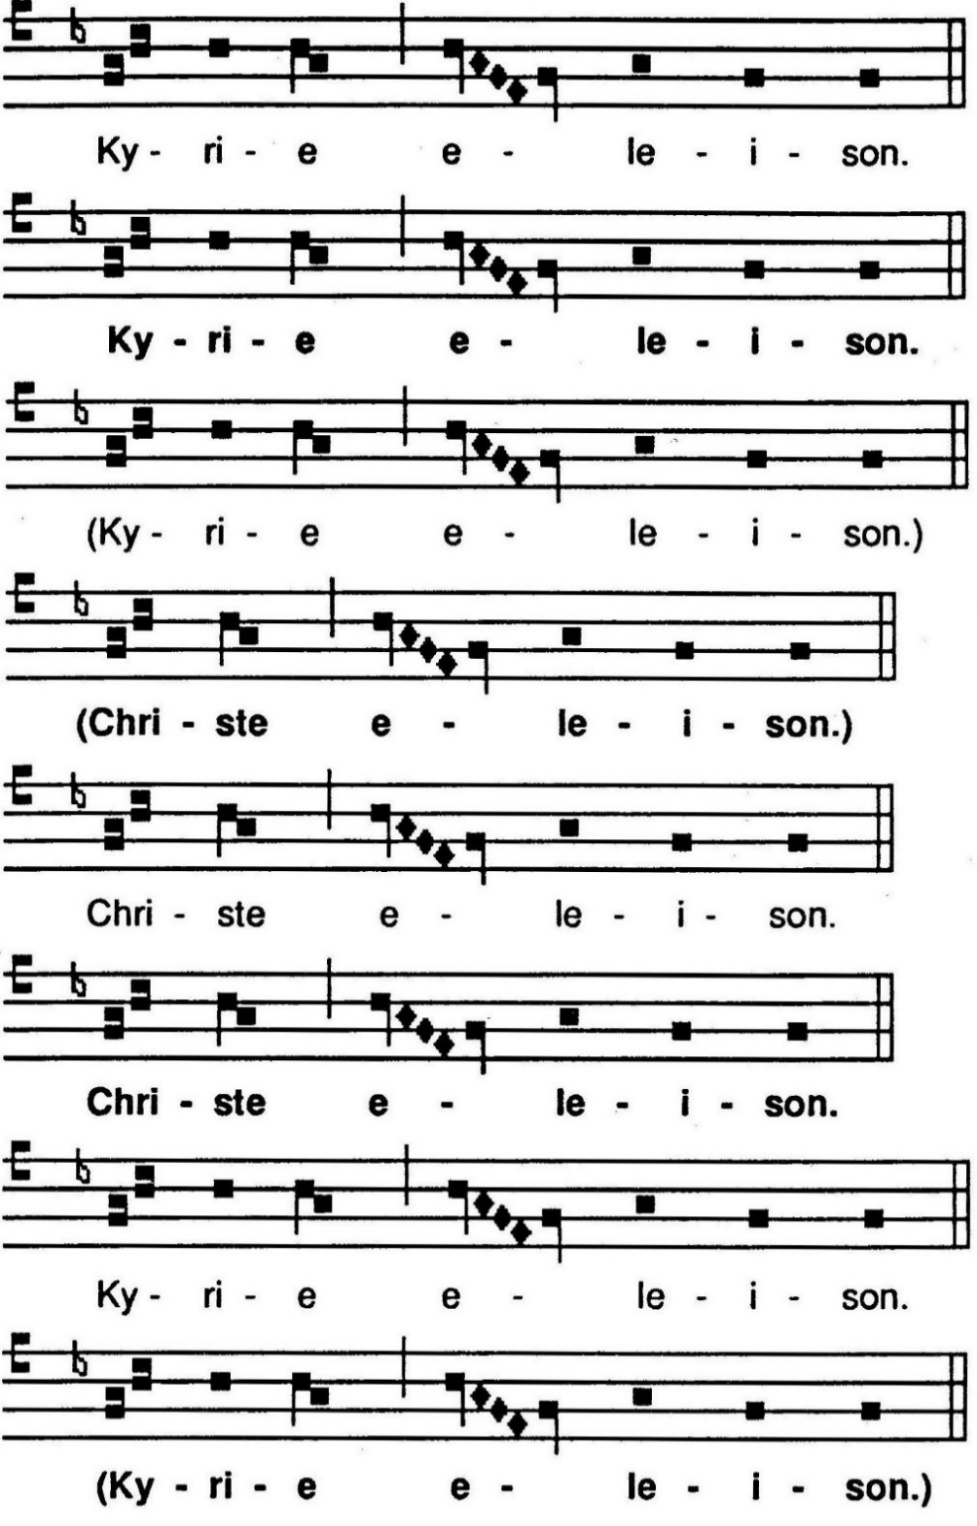 Ky - ri - e e - le - i - son.
Ky - ri - e e - le - i - son.
(Ky - ri - e e - le - i - son.)
(Chri - ste e - le - i - son.)
Chri - ste e - le - i - son.
Chri - ste e - le - i - son.
Ky - ri - e e - le - i - son.
(Ky - ri - e e - le - i - son.)